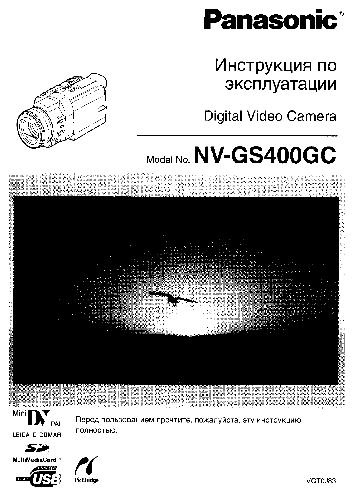 Panasonic
Инструкция по
эксплуатации
Digital Video Camera
Model No. NV-GS400GC
Mini DV PAL
Перед пользованием прочтите, пожалуйста, эту инструкцию
полностью.
LEICA DICOMAR
SD
MultiMediaCard
USB
PictBridge